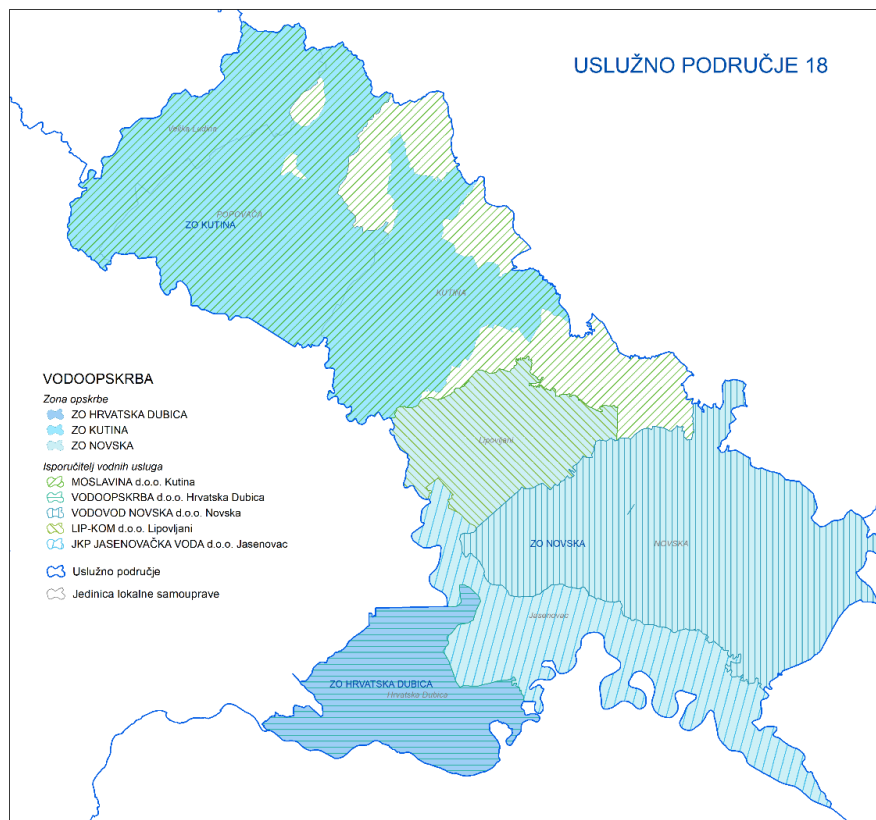 USLUŽNO PODRUČJE 18
Velika Ludina
POPOVAČA
ZO KUTINA
KUTINA
VODOOPSKRBA
Zona opskrbe
ZO HRVATSKA DUBICA
ZO KUTINA
ZO NOVSKA
Isporučitelj vodnih usluga
MOSLAVINA d.o.o. Kutina
VODOOPSKRBA d.o.o. Hrvatska Dubica
VODOVOD NOVSKA d.o.o. Novska
LIP-KOM d.o.o. Lipovljani
JKP JASENOVAČKA VODA d.o.o. Jasenovac
Uslužno područje
Jedinica lokalne samouprave
Lipovljani
ZO NOVSKA
NOVSKA
Jasenovac
ZO HRVATSKA DUBICA
Hrvatska Dubica